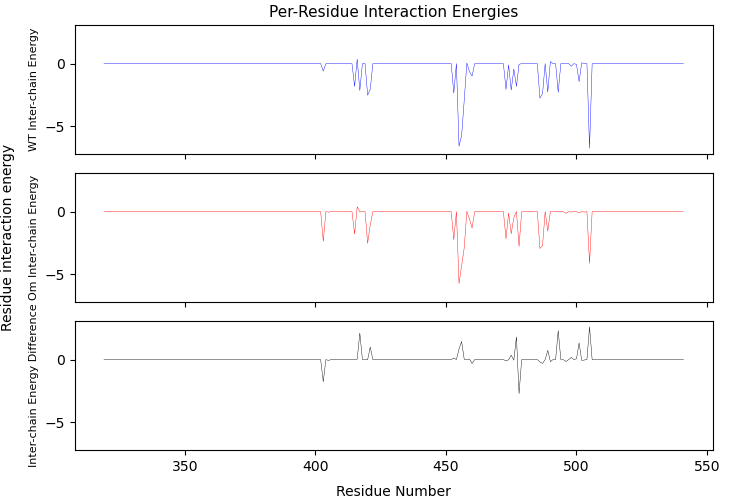 Per-Residue Interaction Energies
Residue interaction energy
WT Inter-chain Energy
0
−5
Om Inter-chain Energy
0
−5
Inter-chain Energy Difference
0
−5
350
400
450
500
550
Residue Number